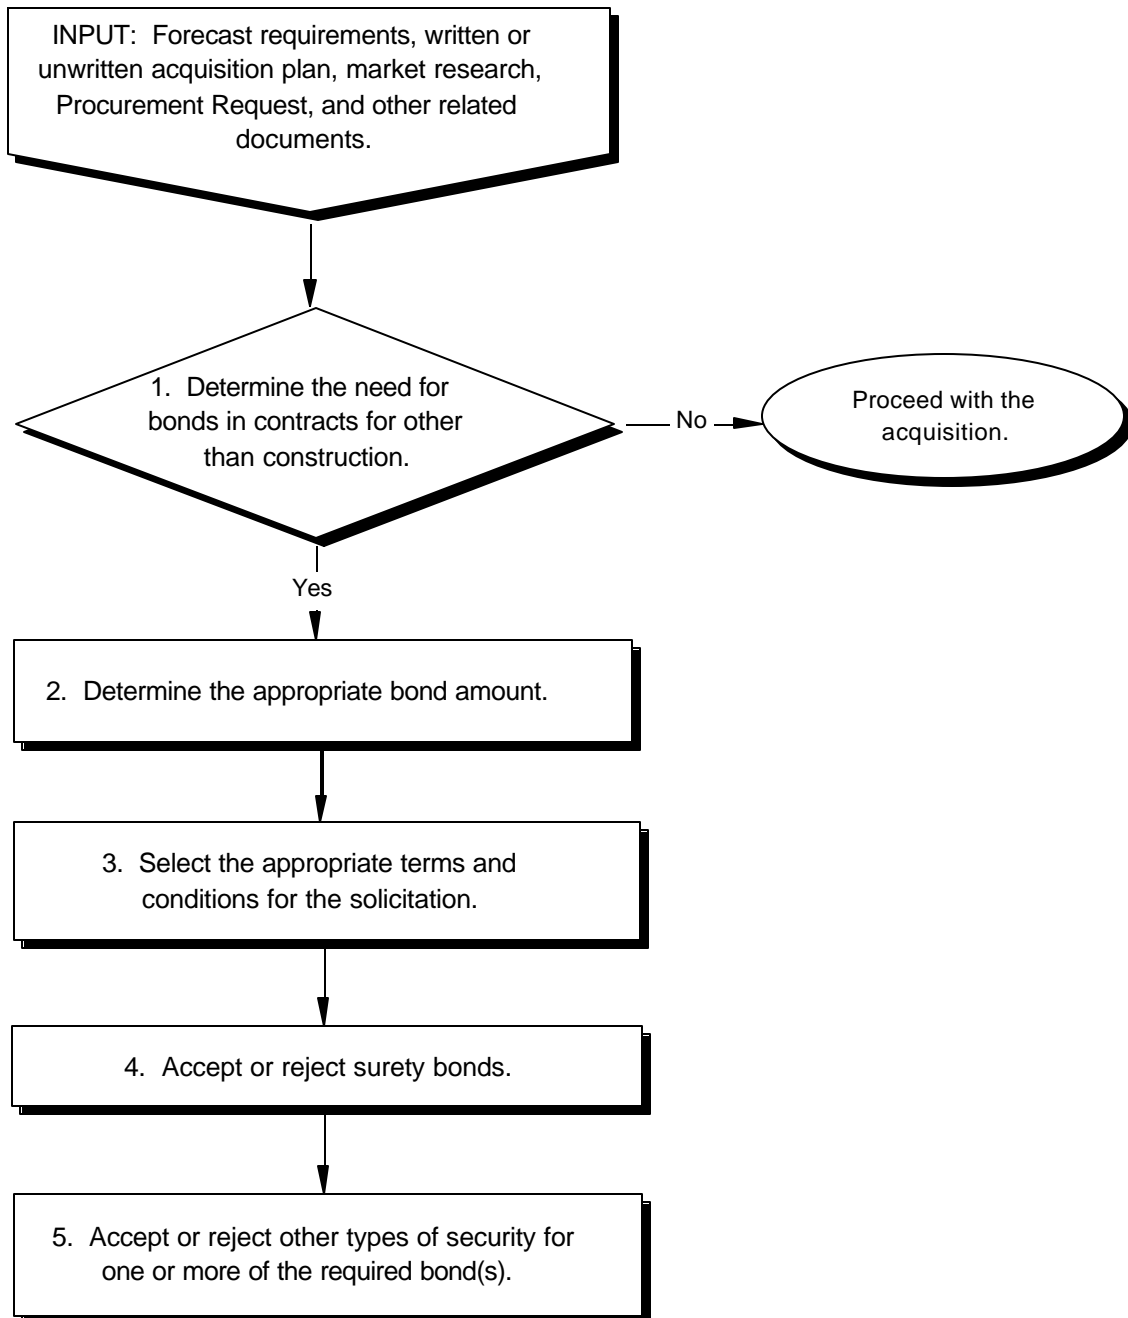 INPUT: Forecast requirements, written or
unwritten acquisition plan, market research,
Procurement Request, and other related
documents.
1. Determine the need for
bonds in contracts for other
than construction.
No
Proceed with the
acquisition.
Yes
2. Determine the appropriate bond amount.
3. Select the appropriate terms and
conditions for the solicitation.
4. Accept or reject surety bonds.
5. Accept or reject other types of security for
one or more of the required bond(s).